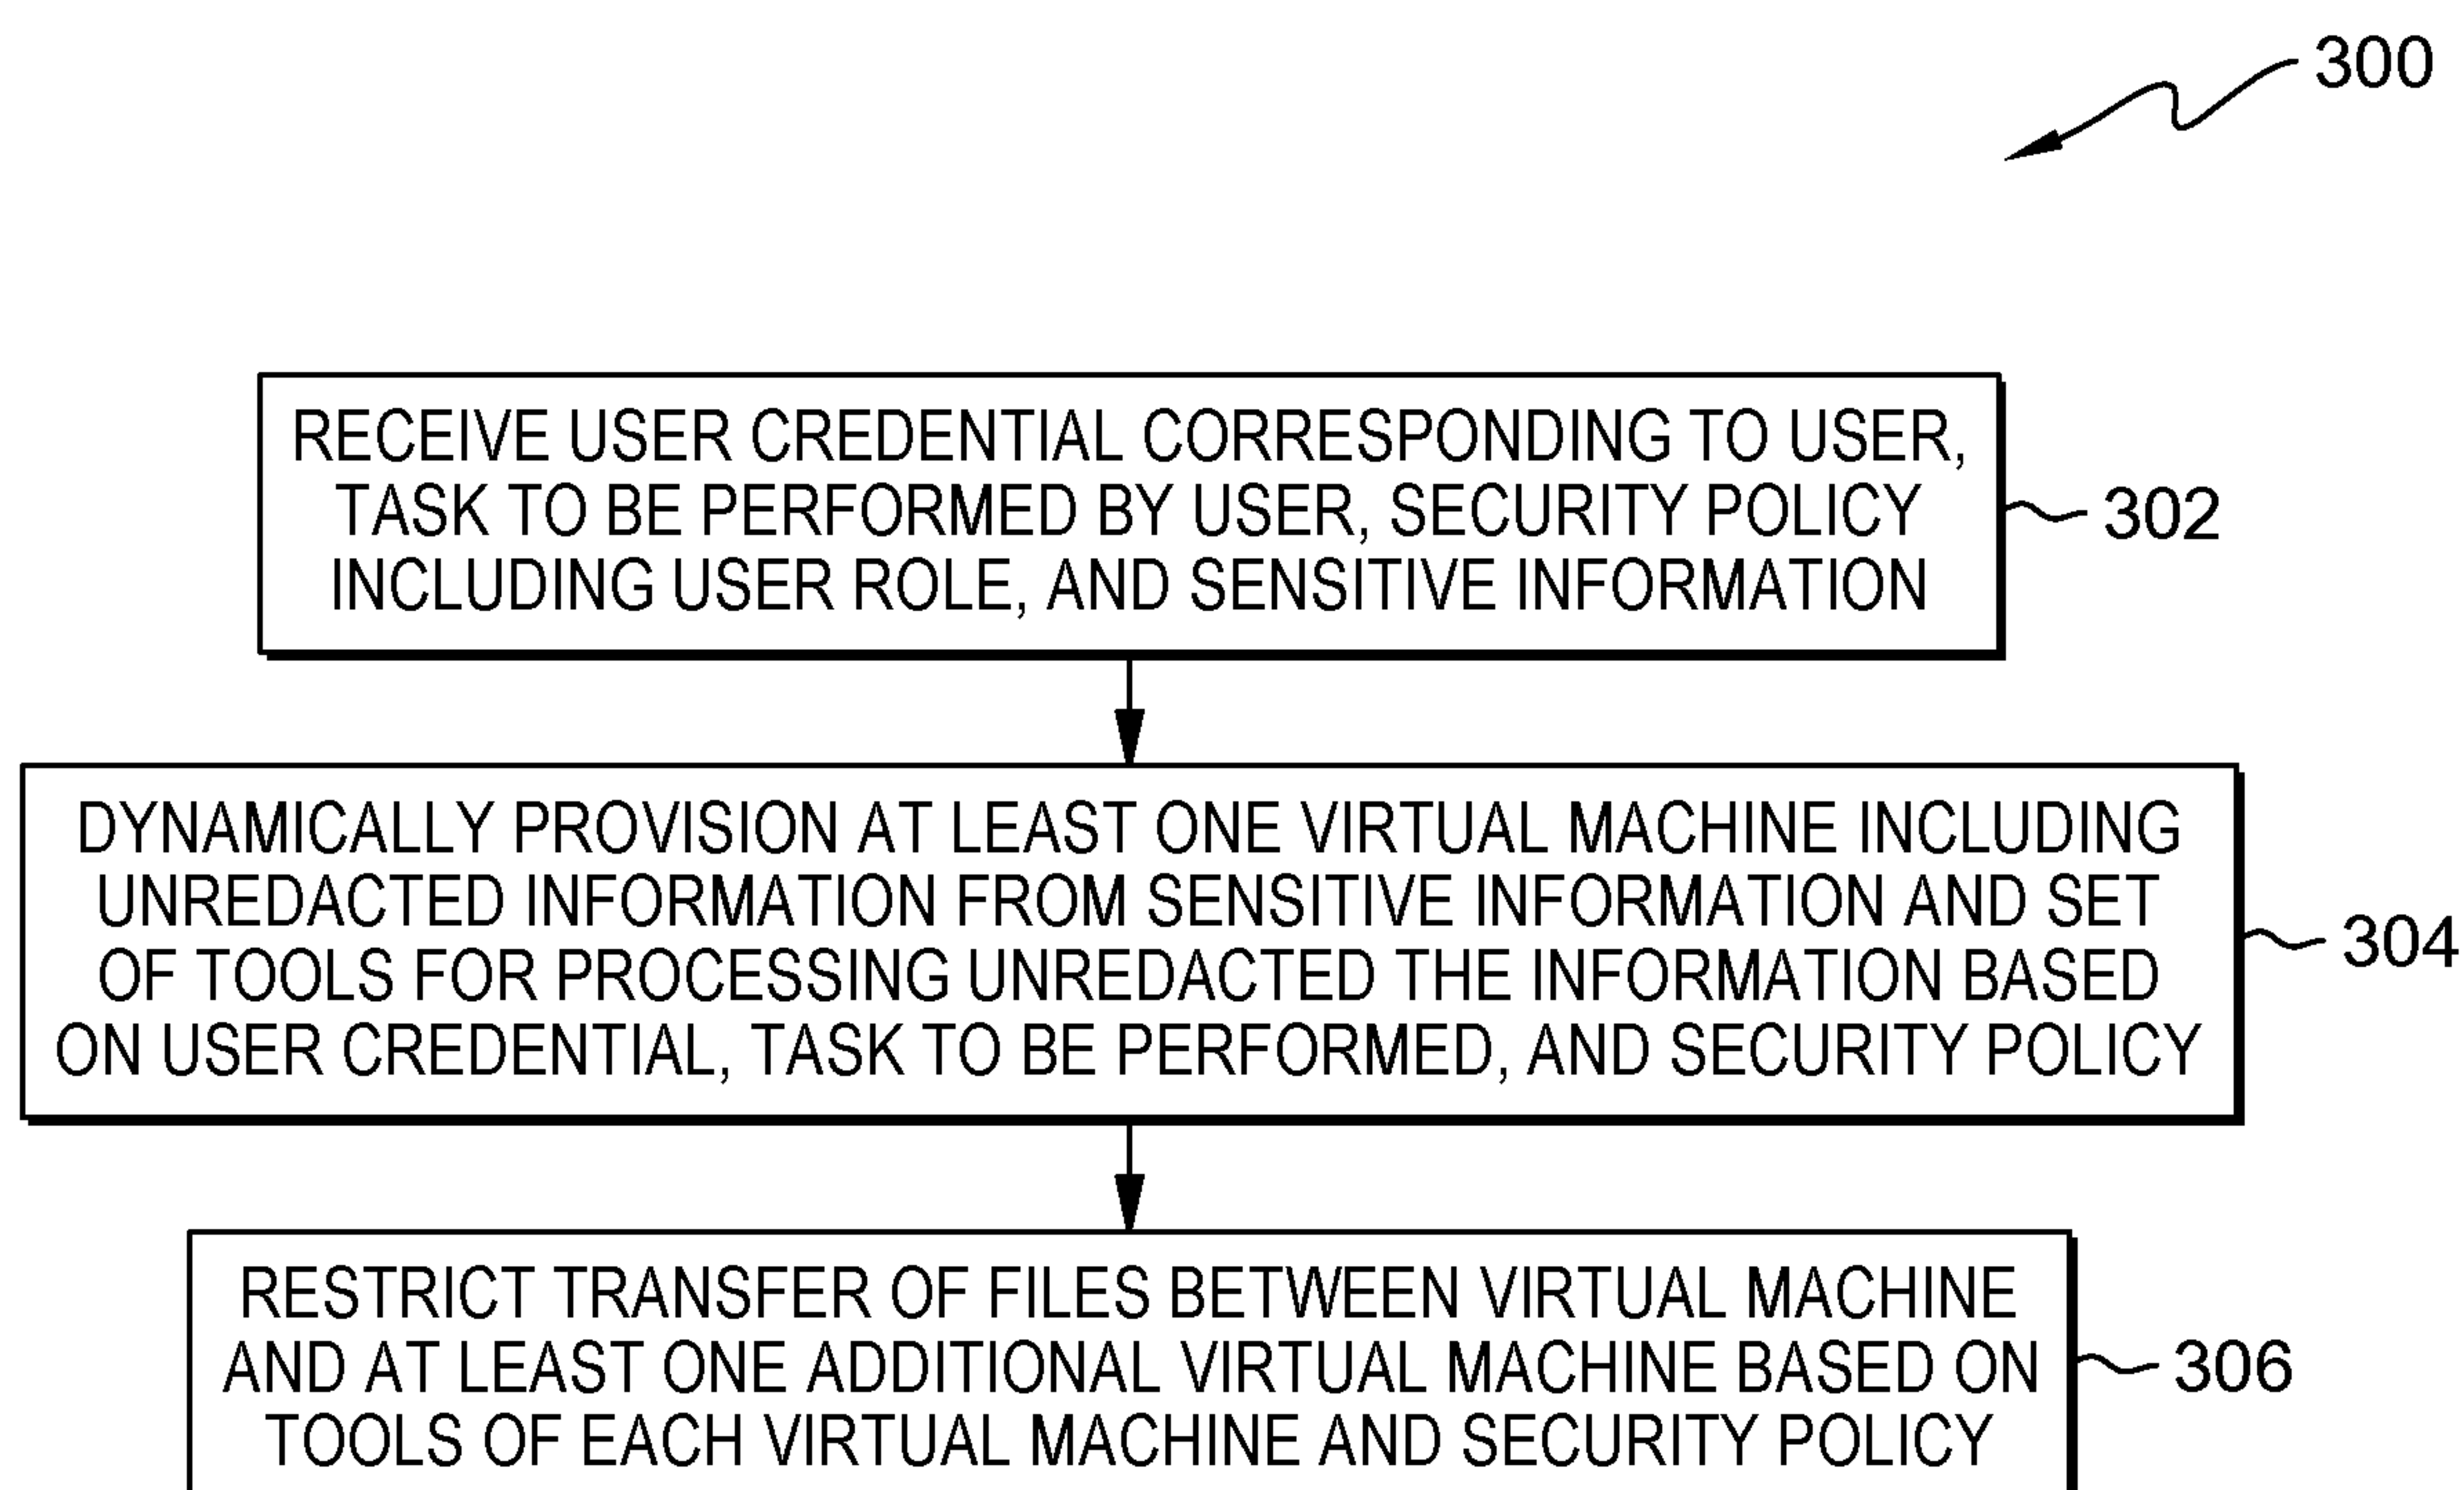 300
RECEIVE USER CREDENTIAL CORRESPONDING TO USER,
TASK TO BE PERFORMED BY USER, SECURITY POLICY
INCLUDING USER ROLE, AND SENSITIVE INFORMATION
302
DYNAMICALLY PROVISION AT LEAST ONE VIRTUAL MACHINE INCLUDING
UNREDACTED INFORMATION FROM SENSITIVE INFORMATION AND SET
OF TOOLS FOR PROCESSING UNREDACTED THE INFORMATION BASED
ON USER CREDENTIAL, TASK TO BE PERFORMED, AND SECURITY POLICY
304
RESTRICT TRANSFER OF FILES BETWEEN VIRTUAL MACHINE
AND AT LEAST ONE ADDITIONAL VIRTUAL MACHINE BASED ON
TOOLS OF EACH VIRTUAL MACHINE AND SECURITY POLICY
306